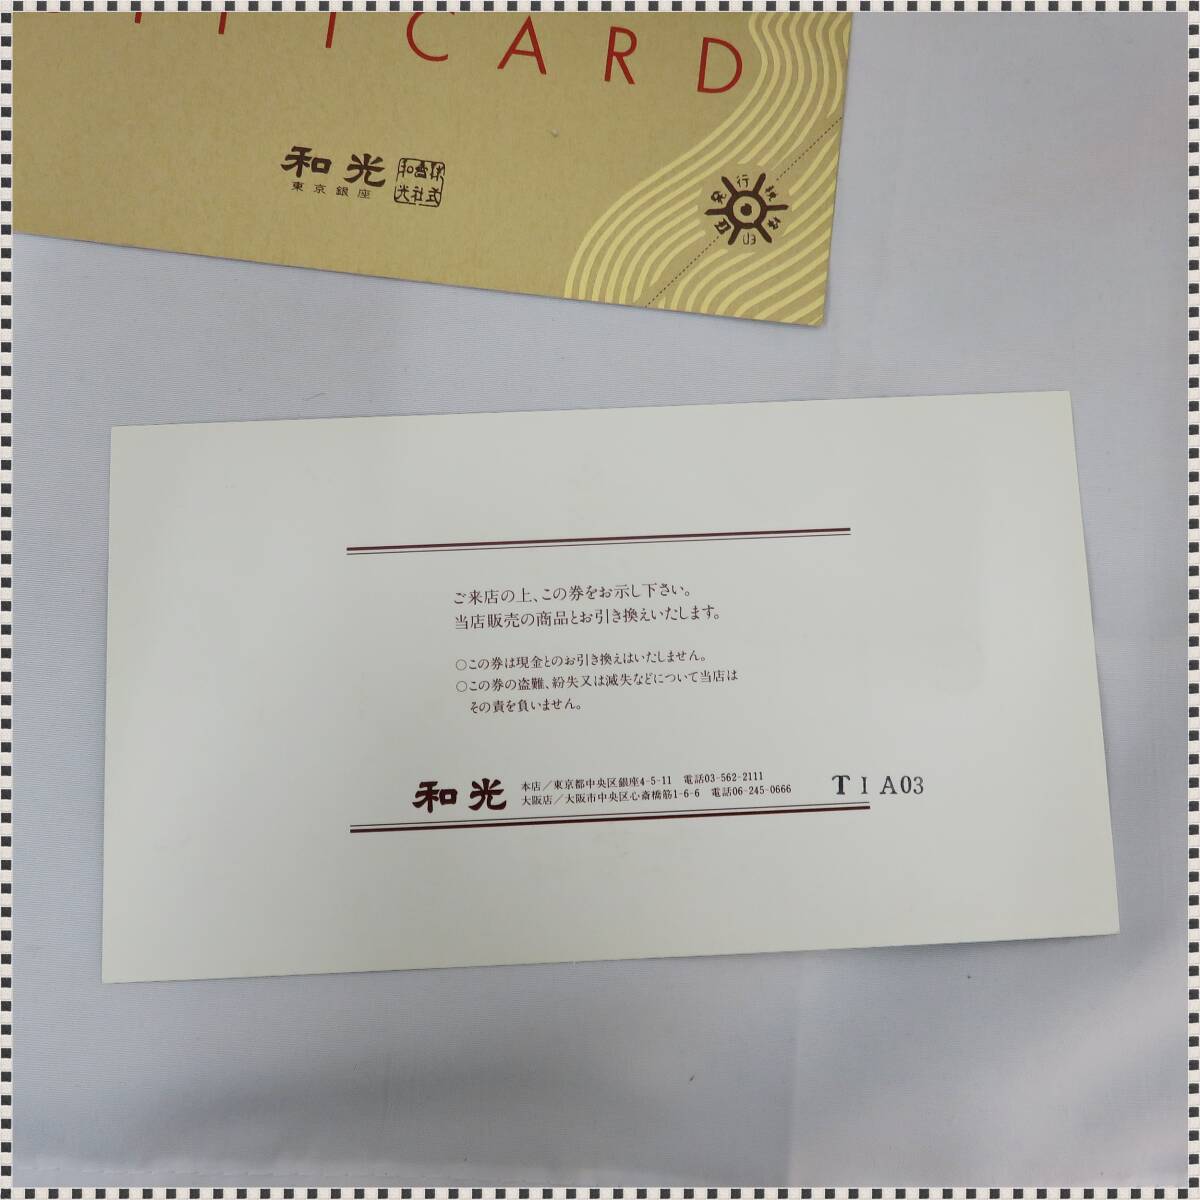 CARD
和光
東京銀座
ご来店の上、この券をお示し下さい。
当店販売の商品とお引き換えいたします。
○この券は現金とのお引き換えはいたしません。
○この券の盗難、紛失又は滅失などについて当店は
その責を負いません。
和光
本店／東京都中央区銀座4-5-11 電話03-562-2111
大阪店／大阪市中央区心斎橋筋1-6-6 電話06-245-0666
T I A03